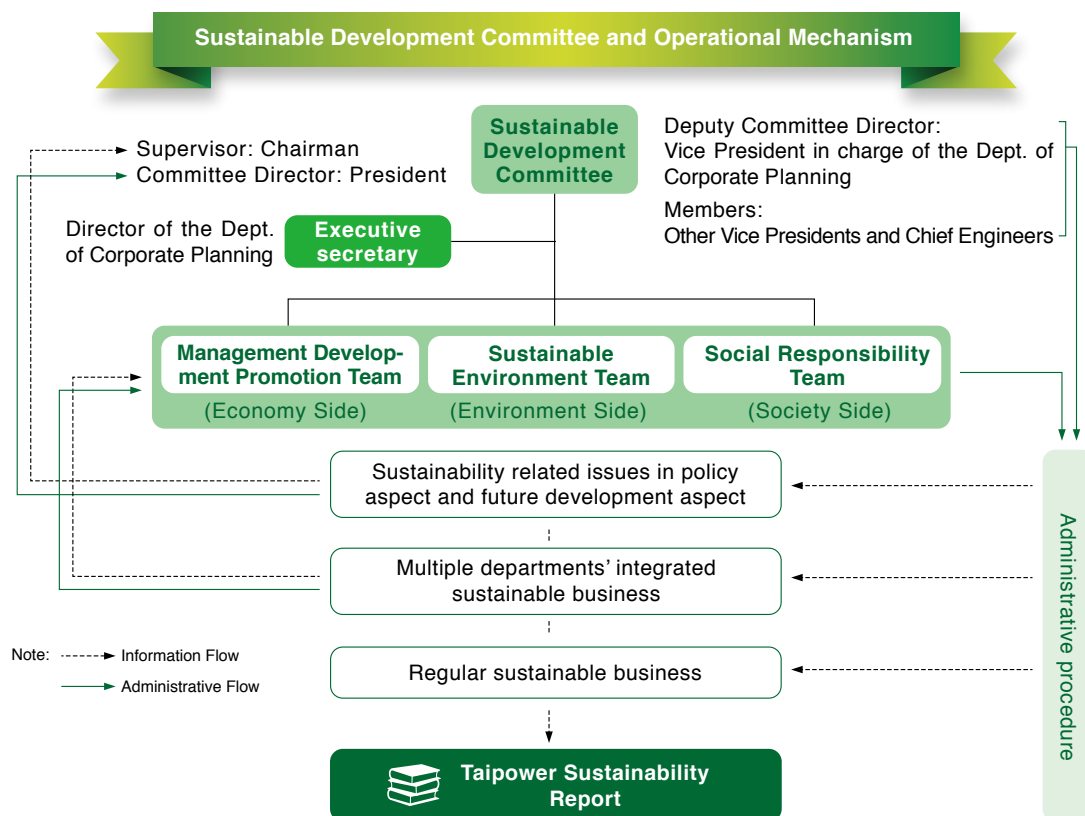 Sustainable Development Committee and Operational Mechanism
Supervisor: Chairman
Committee Director: President
Sustainable
Development
Committee
Deputy Committee Director:
Vice President in charge of the Dept. of
Corporate Planning
Members:
Other Vice Presidents and Chief Engineers
Director of the Dept.
of Corporate Planning
Executive
secretary
Management Develop-
ment Promotion Team
(Economy Side)
Sustainable
Environment Team
(Environment Side)
Social Responsibility
Team
(Society Side)
Sustainability related issues in policy
aspect and future development aspect
Multiple departments’ integrated
sustainable business
Regular sustainable business
Note:
Information Flow
Administrative Flow
Taipower Sustainability
Report
Administrative procedure